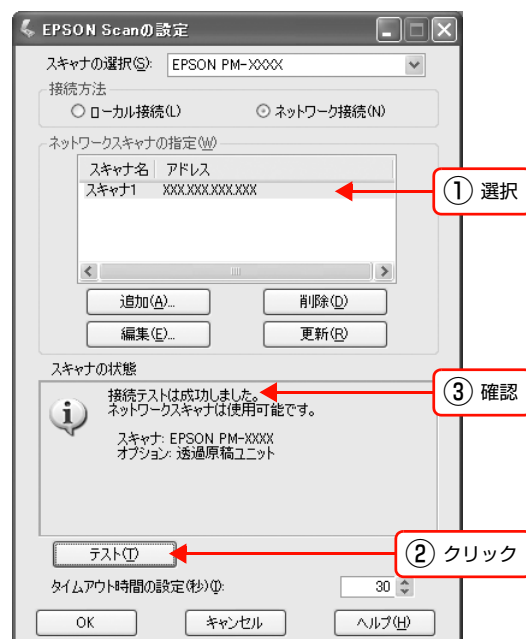 EPSON Scanの設定
スキャナの選択(S): EPSON PM-XXXX
接続方法
ローカル接続(L) ネットワーク接続(N)
ネットワークスキャナの指定(W)
スキャナ名 アドレス
スキャナ1 XXX.XXX.XXX.XXX
① 選択
追加(A)... 削除(D)
編集(E)... 更新(R)
スキャナの状態
接続テストは成功しました。
ネットワークスキャナは使用可能です。
③ 確認
スキャナ: EPSON PM-XXXX
オプション: 透過原稿ユニット
テスト(T)
② クリック
タイムアウト時間の設定(秒)(I): 30
OK キャンセル ヘルプ(H)